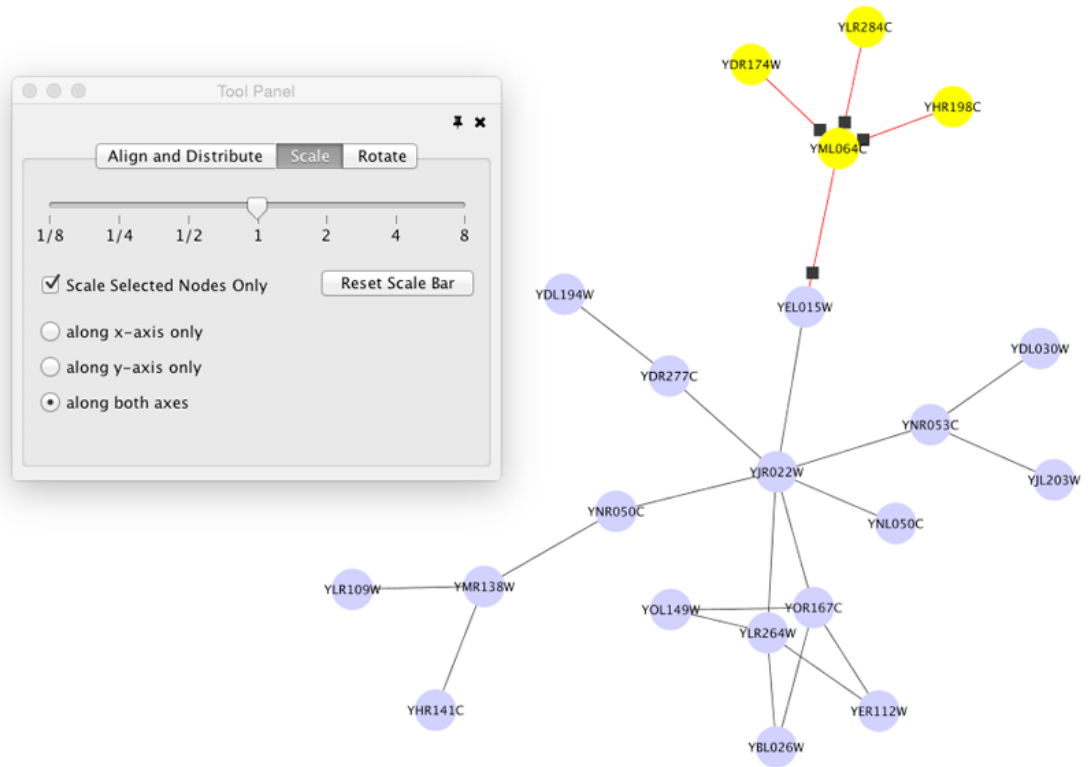 Tool Panel
Align and Distribute
Scale
Rotate
1/8
1/4
1/2
1
2
4
8
Scale Selected Nodes Only
Reset Scale Bar
along x-axis only
along y-axis only
along both axes
YLR284C
YDR174W
YHR198C
YML064C
YDL194W
YEL015W
YDL030W
YDR277C
YNR053C
YJR022W
YJL203W
YNR050C
YNL050C
YLR109W
YMR138W
YOL149W
YOR167C
YLR264W
YHR141C
YER112W
YBL026W